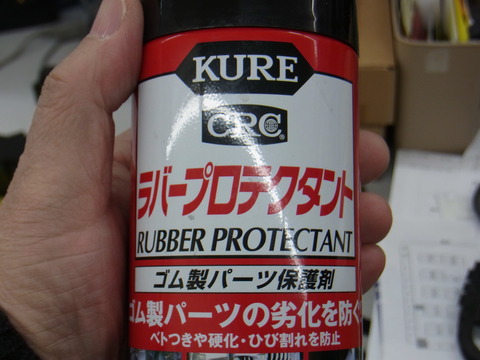 KURE
CRC
ラバープロテクタント
RUBBER PROTECTANT
ゴム製パーツ保護剤
ゴム製パーツの劣化を防ぐ
ベトつきや硬化・ひび割れを防止